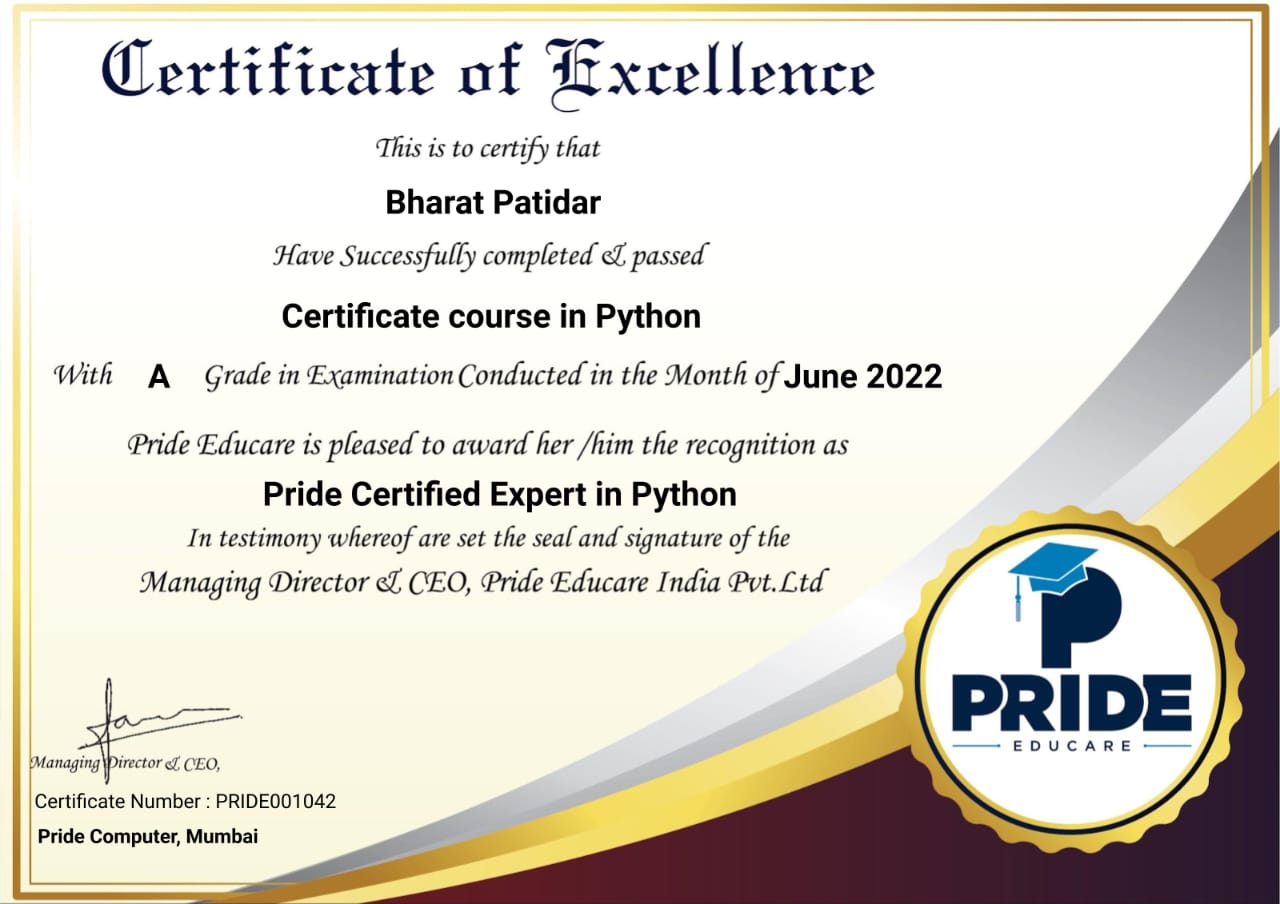 Certificate of Excellence
This is to certify that
Bharat Patidar
Have Successfully completed & passed
Certificate course in Python
With A Grade in Examination Conducted in the Month of June 2022
Pride Educare is pleased to award her /him the recognition as
Pride Certified Expert in Python
In testimony whereof are set the seal and signature of the
Managing Director & CEO, Pride Educare India Pvt.Ltd
Managing Director & CEO,
Certificate Number : PRIDE001042
Pride Computer, Mumbai
P
PRIDE
EDUCARE